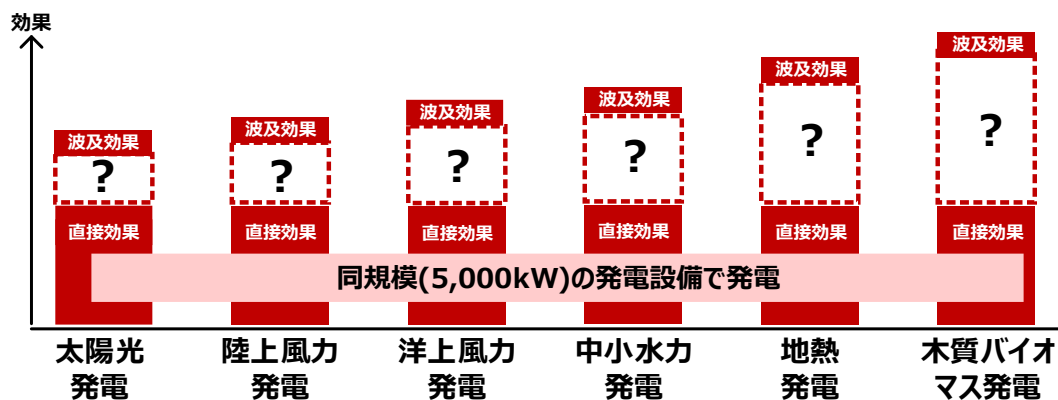 効果
波及効果
?
直接効果
波及効果
?
直接効果
波及効果
?
直接効果
波及効果
?
直接効果
波及効果
?
直接効果
波及効果
?
直接効果
同規模(5,000kW)の発電設備で発電
太陽光
発電
陸上風力
発電
洋上風力
発電
中小水力
発電
地熱
発電
木質バイオ
マス発電